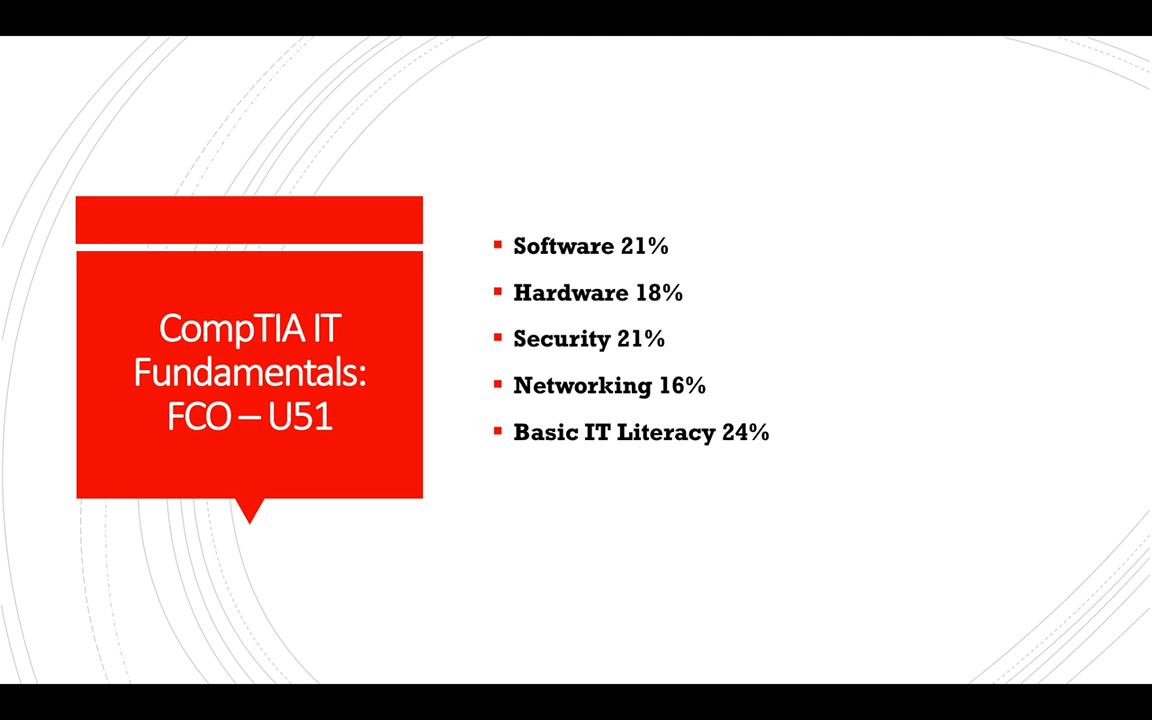 CompTIA IT
Fundamentals:
FCO – U51
Software 21%
Hardware 18%
Security 21%
Networking 16%
Basic IT Literacy 24%